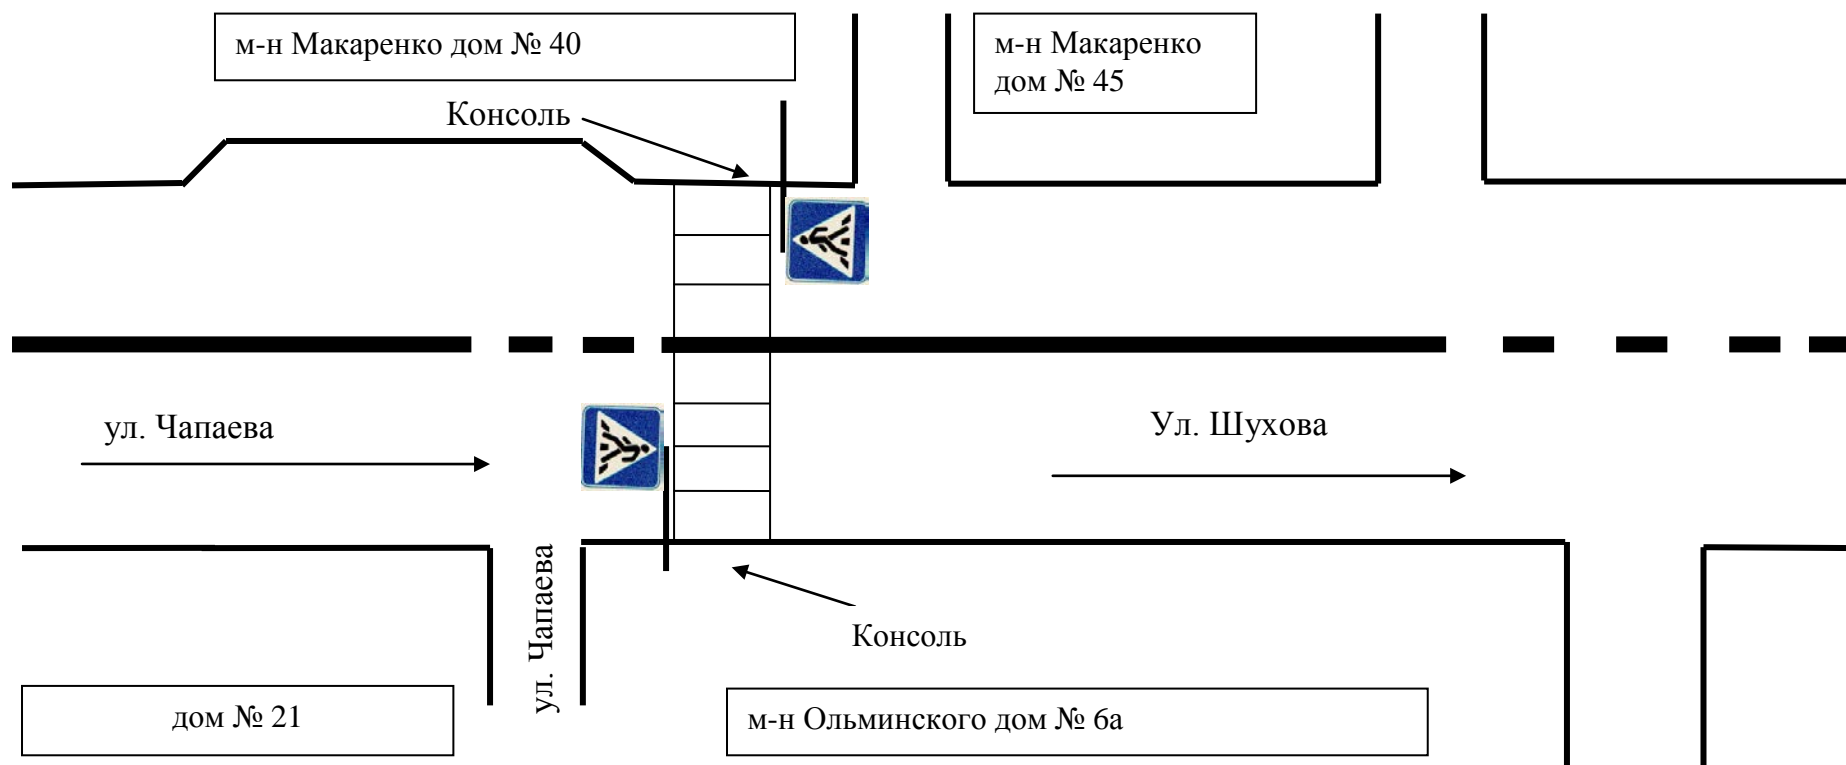 м-н Макаренко дом № 40
м-н Макаренко
дом № 45
Консоль
ул. Чапаева
Ул. Шухова
ул. Чапаева
Консоль
дом № 21
м-н Ольминского дом № 6а